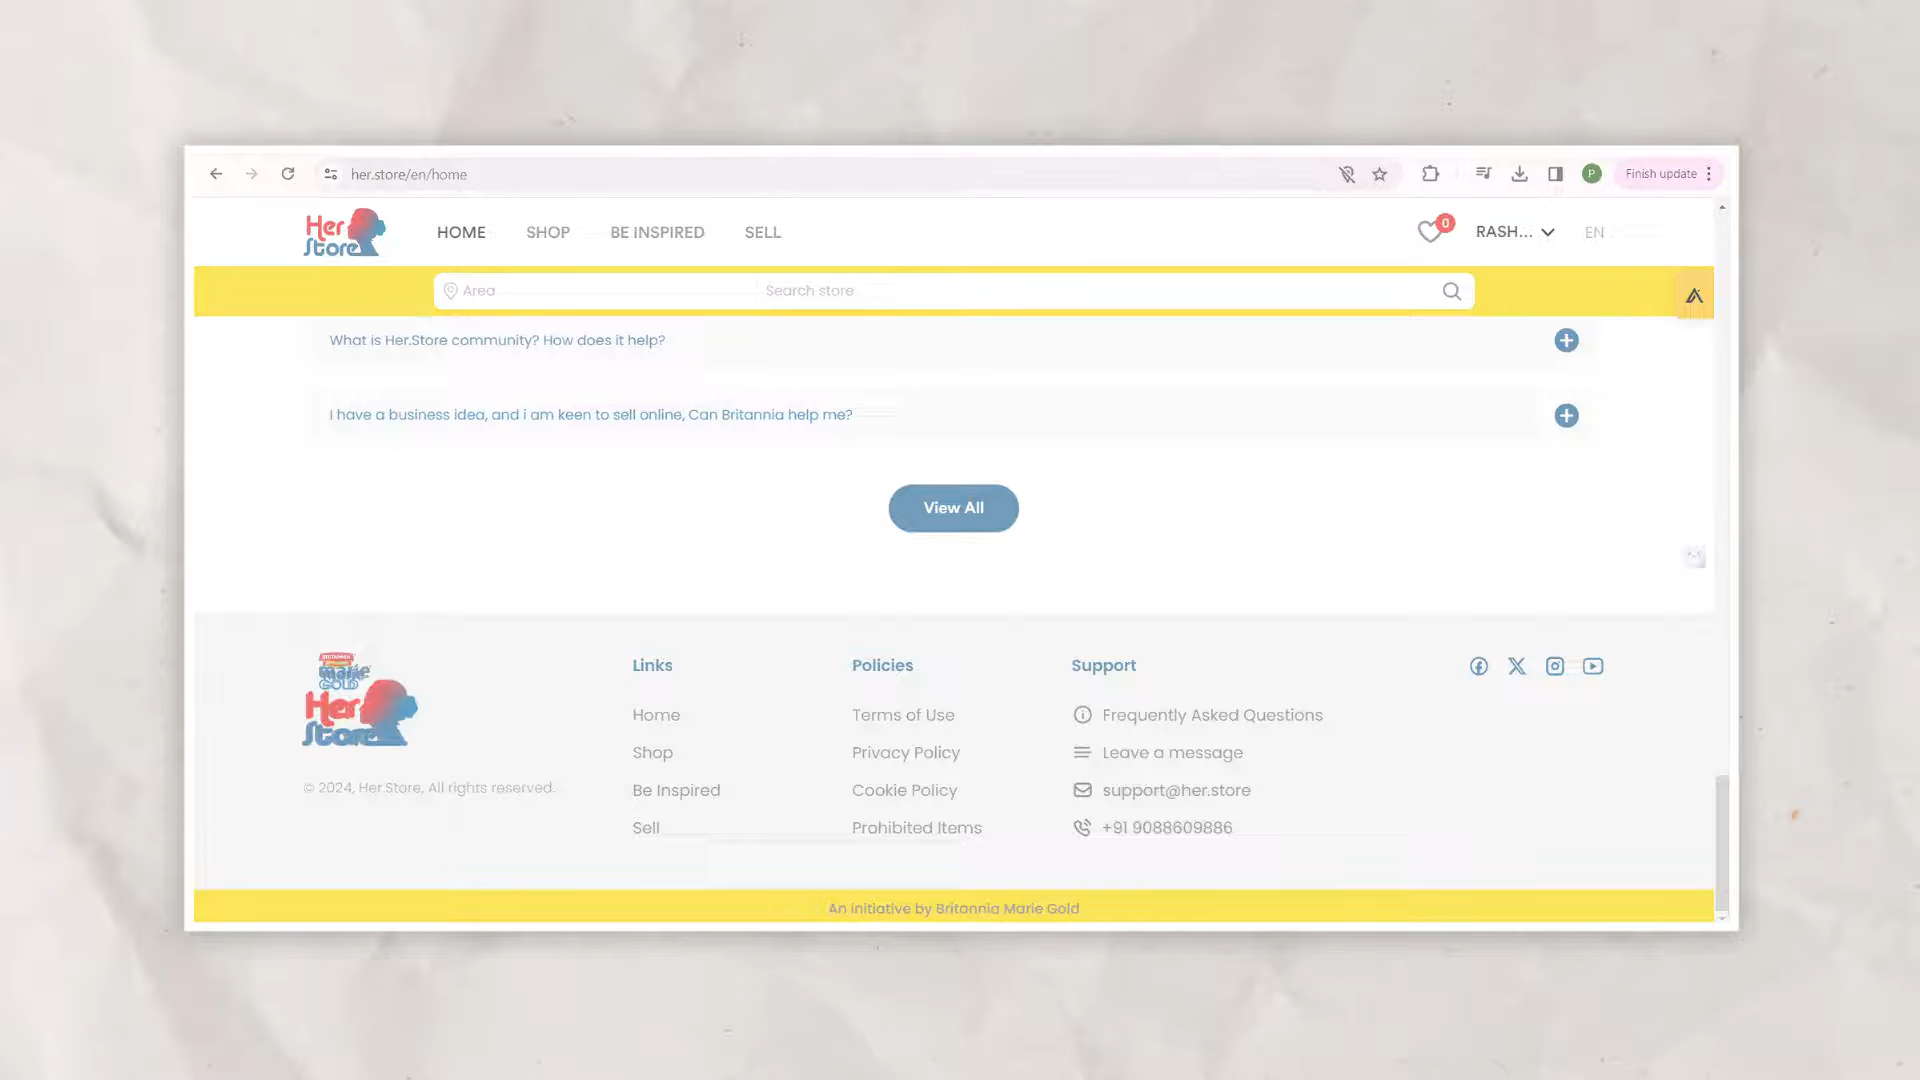 her.store/en/home
P
Finish update
Her Store
HOME
SHOP
BE INSPIRED
SELL
0
RASH...
EN
Area
Search store
What is Her.Store community? How does it help?
I have a business idea, and i am keen to sell online, Can Britannia help me?
View All
BRITANNIA
marie
GOLD
Her
Store
© 2024, Her.Store, All rights reserved.
Links
Home
Shop
Be Inspired
Sell
Policies
Terms of Use
Privacy Policy
Cookie Policy
Prohibited Items
Support
Frequently Asked Questions
Leave a message
support@her.store
+91 9088609886
An Initiative by Britannia Marie Gold